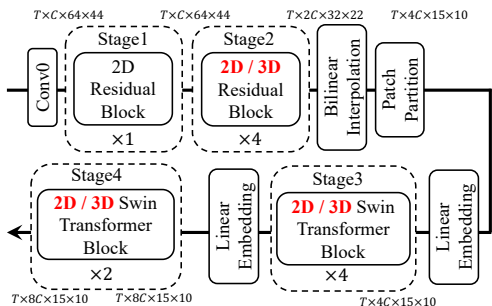 T×C×64×44
T×C×64×44
T×2C×32×22
T×4C×15×10
Conv0
Stage1
2D
Residual
Block
×1
Stage2
2D / 3D
Residual
Block
×4
Bilinear
Interpolation
Patch
Partition
Stage4
2D / 3D Swin
Transformer
Block
×2
Linear
Embedding
Stage3
2D / 3D Swin
Transformer
Block
×4
Linear
Embedding
T×8C×15×10
T×8C×15×10
T×4C×15×10